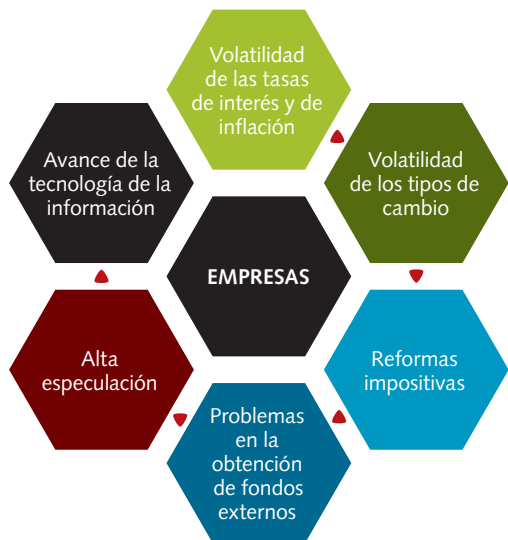 Volatilidad
de las tasas
de interés y de
inflación
Volatilidad
de los tipos de
cambio
Reformas
impositivas
Problemas
en la
obtención
de fondos
externos
Alta
especulación
Avance de la
tecnología de la
información
EMPRESAS